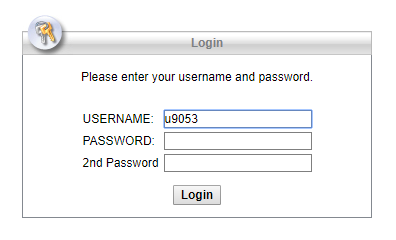 Login
Please enter your username and password.
USERNAME: u9053
PASSWORD:
2nd Password
Login